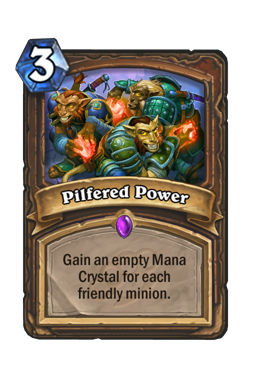 3
Pilfered Power
Gain an empty Mana
Crystal for each
friendly minion.